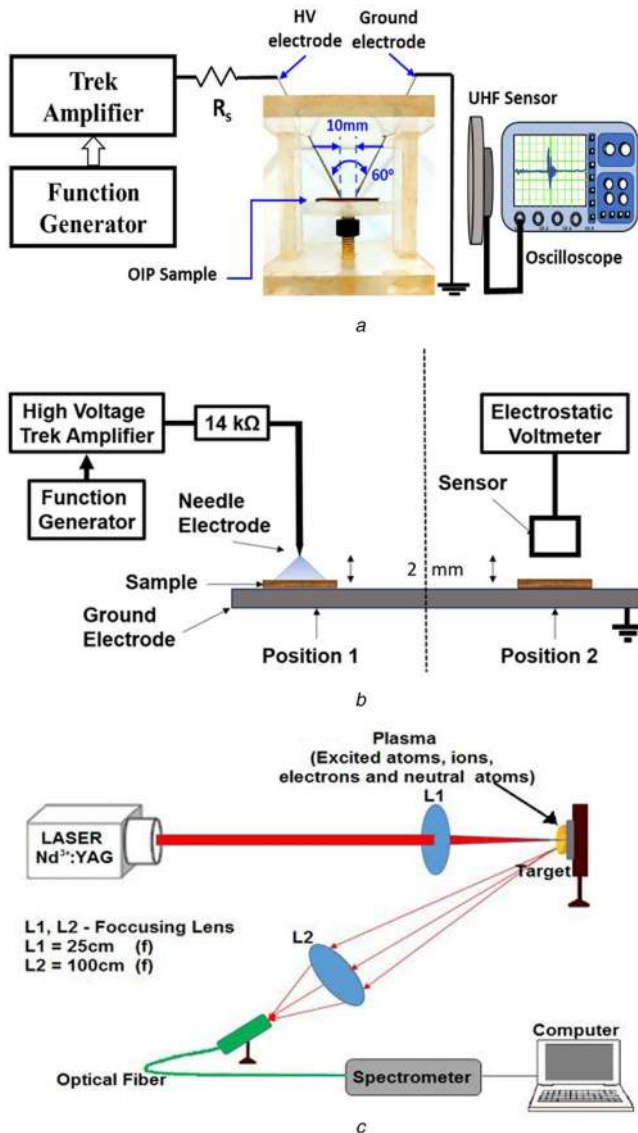 HV
electrode
Ground
electrode
Trek
Amplifier
Rs
UHF Sensor
10mm
60°
Function
Generator
OIP Sample
Oscilloscope
a
High Voltage
Trek Amplifier
14 kΩ
Electrostatic
Voltmeter
Function
Generator
Needle
Electrode
Sensor
Sample
2 mm
Ground
Electrode
Position 1
Position 2
b
Plasma
(Excited atoms, ions,
electrons and neutral atoms)
L1
LASER
Nd³⁺:YAG
Target
L1, L2 - Foccusing Lens
L1 = 25cm (f)
L2 = 100cm (f)
L2
Computer
Optical Fiber
Spectrometer
c